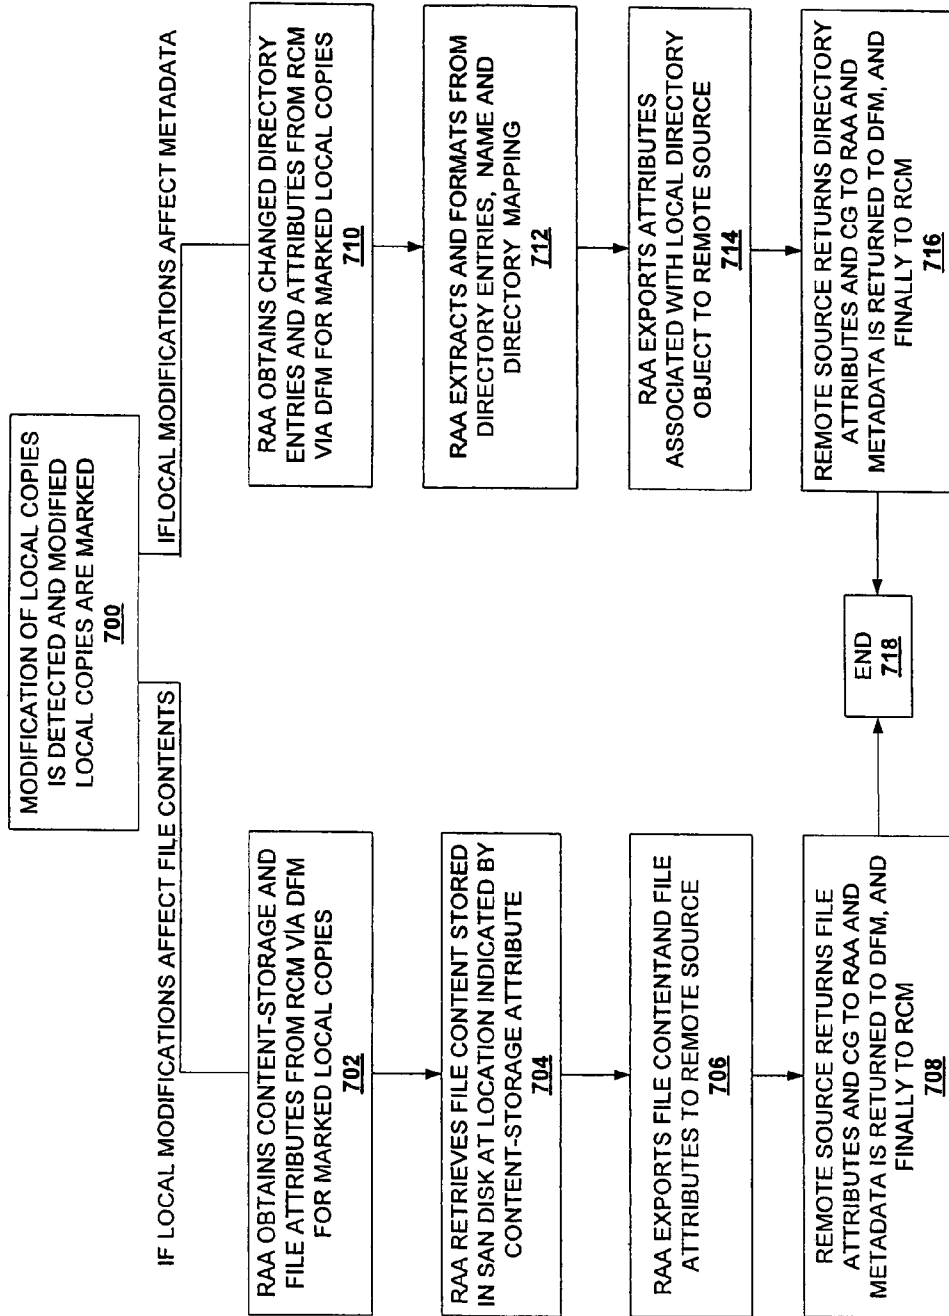 MODIFICATION OF LOCAL COPIES
IS DETECTED AND MODIFIED
LOCAL COPIES ARE MARKED
700
IF LOCAL MODIFICATIONS AFFECT FILE CONTENTS
RAA OBTAINS CONTENT-STORAGE AND
FILE ATTRIBUTES FROM RCM VIA DFM
FOR MARKED LOCAL COPIES
702
RAA RETRIEVES FILE CONTENT STORED
IN SAN DISK AT LOCATION INDICATED BY
CONTENT-STORAGE ATTRIBUTE
704
RAA EXPORTS FILE CONTENTAND FILE
ATTRIBUTES TO REMOTE SOURCE
706
REMOTE SOURCE RETURNS FILE
ATTRIBUTES AND CG TO RAA AND
METADATA IS RETURNED TO DFM, AND
FINALLY TO RCM
708
IFLOCAL MODIFICATIONS AFFECT METADATA
RAA OBTAINS CHANGED DIRECTORY
ENTRIES AND ATTRIBUTES FROM RCM
VIA DFM FOR MARKED LOCAL COPIES
710
RAA EXTRACTS AND FORMATS FROM
DIRECTORY ENTRIES, NAME AND
DIRECTORY MAPPING
712
RAA EXPORTS ATTRIBUTES
ASSOCIATED WITH LOCAL DIRECTORY
OBJECT TO REMOTE SOURCE
714
REMOTE SOURCE RETURNS DIRECTORY
ATTRIBUTES AND CG TO RAA AND
METADATA IS RETURNED TO DFM, AND
FINALLY TO RCM
716
END
718